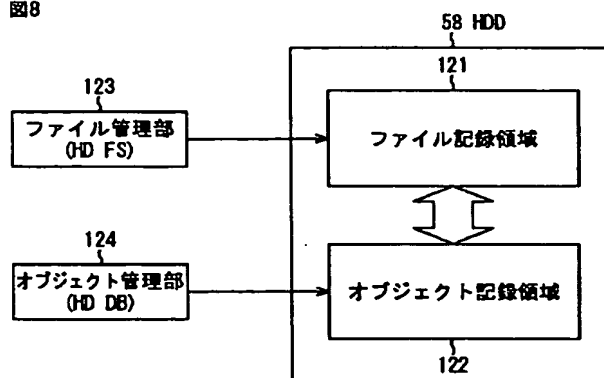 図8
58 HDD
121
ファイル記録領域
123
ファイル管理部
(HD FS)
124
オブジェクト管理部
(HD DB)
オブジェクト記録領域
122